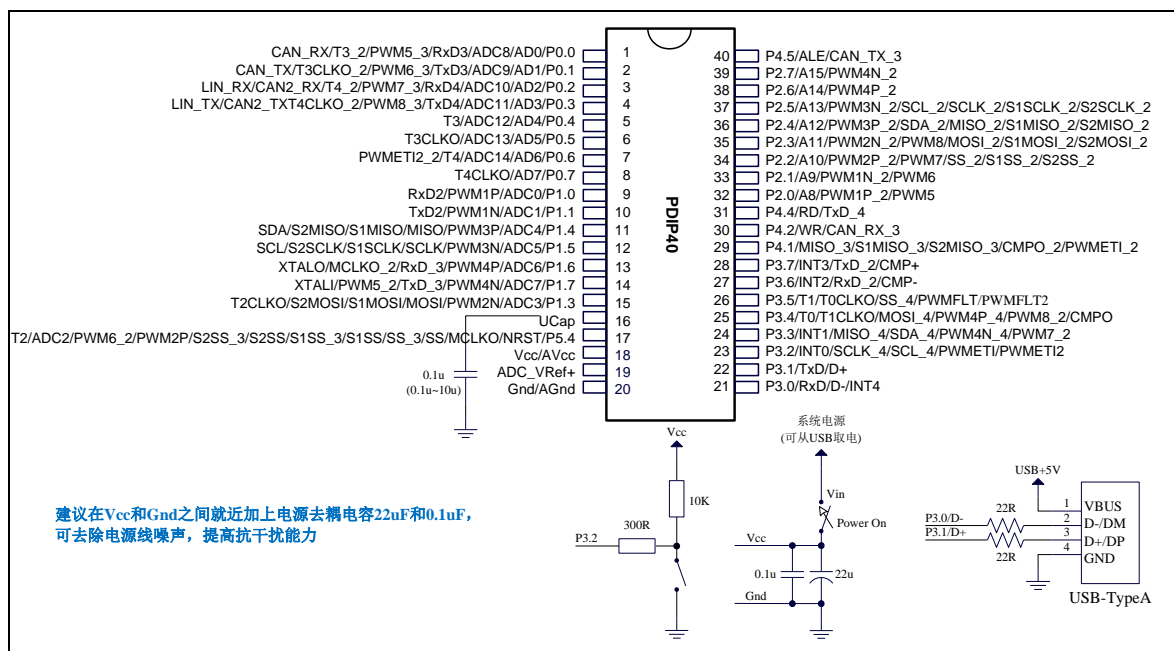 CAN_RX/T3_2/PWM5_3/RxD3/ADC8/AD0/P0.0 1
CAN_TX/T3CLKO_2/PWM6_3/TxD3/ADC9/AD1/P0.1 2
LIN_RX/CAN2_RX/T4_2/PWM7_3/RxD4/ADC10/AD2/P0.2 3
LIN_TX/CAN2_TXT4CLKO_2/PWM8_3/TxD4/ADC11/AD3/P0.3 4
T3/ADC12/AD4/P0.4 5
T3CLKO/ADC13/AD5/P0.5 6
PWMETI2_2/T4/ADC14/AD6/P0.6 7
T4CLKO/AD7/P0.7 8
RxD2/PWM1P/ADC0/P1.0 9
TxD2/PWM1N/ADC1/P1.1 10
SDA/S2MISO/S1MISO/MISO/PWM3P/ADC4/P1.4 11
SCL/S2SCLK/S1SCLK/SCLK/PWM3N/ADC5/P1.5 12
XTALO/MCLKO_2/RxD_3/PWM4P/ADC6/P1.6 13
XTALI/PWM5_2/TxD_3/PWM4N/ADC7/P1.7 14
T2CLKO/S2MOSI/S1MOSI/MOSI/PWM2N/ADC3/P1.3 15
UCap 16
T2/ADC2/PWM6_2/PWM2P/S2SS_3/S2SS/S1SS_3/S1SS/SS_3/SS/MCLKO/NRST/P5.4 17
Vcc/AVcc 18
ADC_VRef+ 19
Gnd/AGnd 20
PDIP40
40 P4.5/ALE/CAN_TX_3
39 P2.7/A15/PWM4N_2
38 P2.6/A14/PWM4P_2
37 P2.5/A13/PWM3N_2/SCL_2/SCLK_2/S1SCLK_2/S2SCLK_2
36 P2.4/A12/PWM3P_2/SDA_2/MISO_2/S1MISO_2/S2MISO_2
35 P2.3/A11/PWM2N_2/PWM8/MOSI_2/S1MOSI_2/S2MOSI_2
34 P2.2/A10/PWM2P_2/PWM7/SS_2/S1SS_2/S2SS_2
33 P2.1/A9/PWM1N_2/PWM6
32 P2.0/A8/PWM1P_2/PWM5
31 P4.4/RD/TxD_4
30 P4.2/WR/CAN_RX_3
29 P4.1/MISO_3/S1MISO_3/S2MISO_3/CMPO_2/PWMETI_2
28 P3.7/INT3/TxD_2/CMP+
27 P3.6/INT2/RxD_2/CMP-
26 P3.5/T1/T0CLKO/SS_4/PWMFLT/PWMFLT2
25 P3.4/T0/T1CLKO/MOSI_4/PWM4P_4/PWM8_2/CMPO
24 P3.3/INT1/MISO_4/SDA_4/PWM4N_4/PWM7_2
23 P3.2/INT0/SCLK_4/SCL_4/PWMETI/PWMETI2
22 P3.1/TxD/D+
21 P3.0/RxD/D-/INT4
0.1u
(0.1u~10u)
建议在Vcc和Gnd之间就近加上电源去耦电容22uF和0.1uF，
可去除电源线噪声，提高抗干扰能力
Vcc
10K
300R
P3.2
系统电源
(可从USB取电)
Vin
Power On
Vcc
0.1u
22u
Gnd
USB+5V
22R
P3.0/D-
P3.1/D+
22R
1 VBUS
2 D-/DM
3 D+/DP
4 GND
USB-TypeA